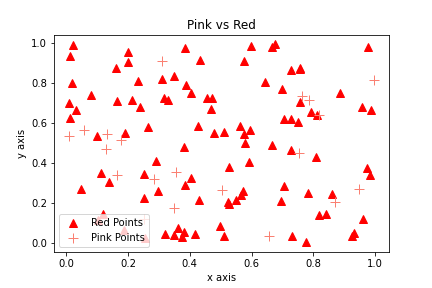 Pink vs Red
1.0
0.8
0.6
0.4
0.2
0.0
y axis
Red Points
Pink Points
0.0 0.2 0.4 0.6 0.8 1.0
x axis